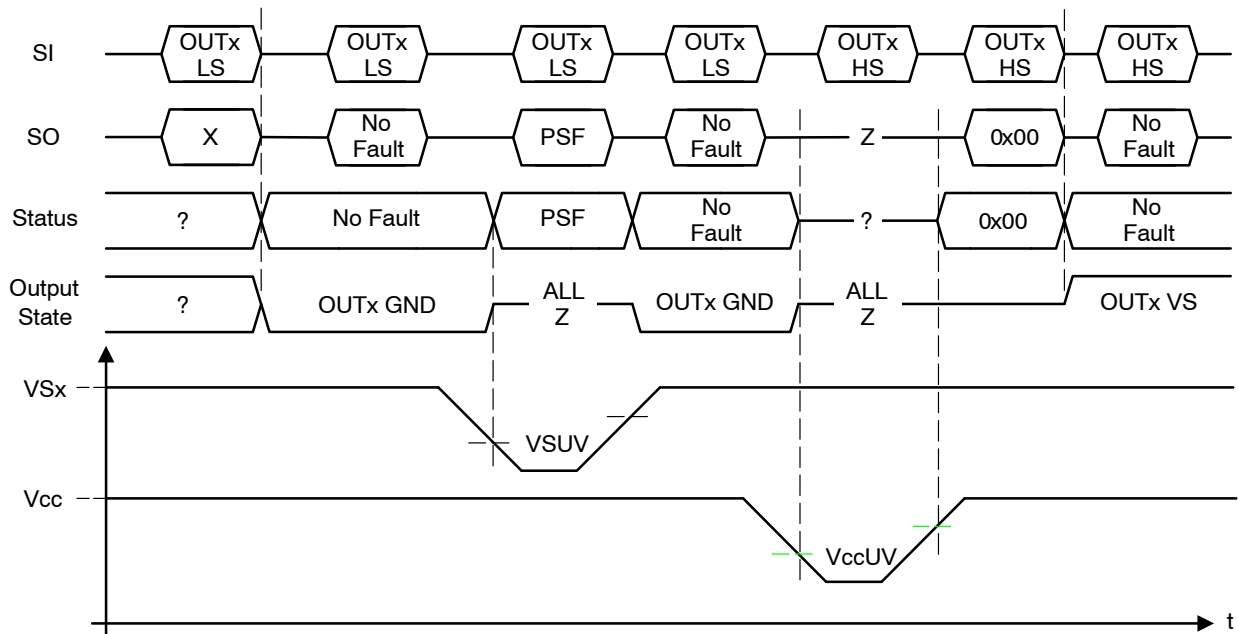 SI
OUTx
LS
OUTx
LS
OUTx
LS
OUTx
LS
OUTx
HS
OUTx
HS
OUTx
HS
SO
X
No
Fault
PSF
No
Fault
Z
0x00
No
Fault
Status
?
No Fault
PSF
No
Fault
?
0x00
No
Fault
Output
State
?
OUTx GND
ALL
Z
OUTx GND
ALL
Z
OUTx VS
VSx
VSUV
Vcc
VccUV
t